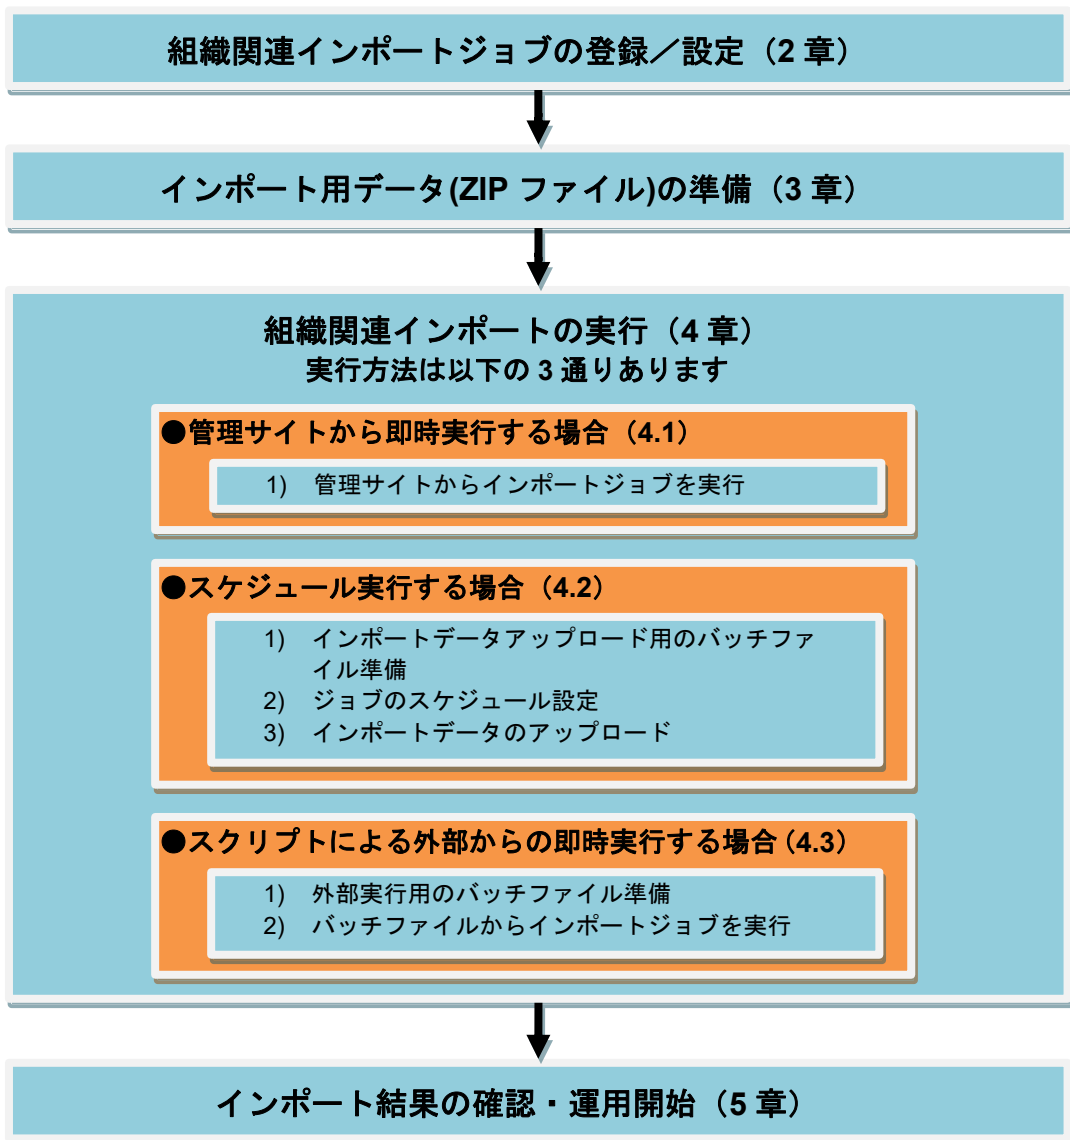 組織関連インポートジョブの登録／設定（2 章）
インポート用データ(ZIP ファイル)の準備（3 章）
組織関連インポートの実行（4 章）
実行方法は以下の 3 通りあります
●管理サイトから即時実行する場合（4.1）
1) 管理サイトからインポートジョブを実行
●スケジュール実行する場合（4.2）
1) インポートデータアップロード用のバッチファ
イル準備
2) ジョブのスケジュール設定
3) インポートデータのアップロード
●スクリプトによる外部からの即時実行する場合（4.3）
1) 外部実行用のバッチファイル準備
2) バッチファイルからインポートジョブを実行
インポート結果の確認・運用開始（5 章）